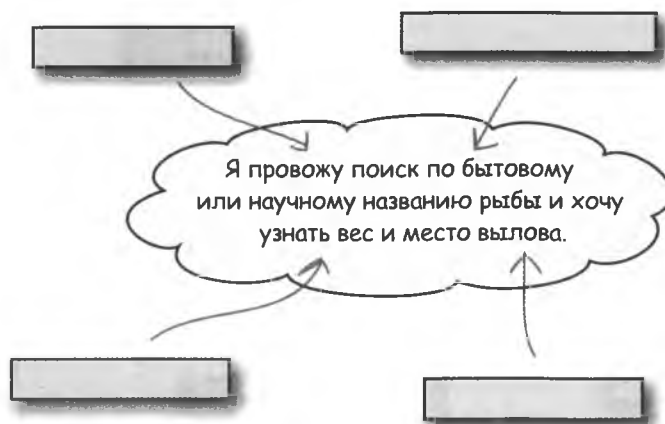 Я провожу поиск по бытовому
или научному названию рыбы и хочу
узнать вес и место вылова.